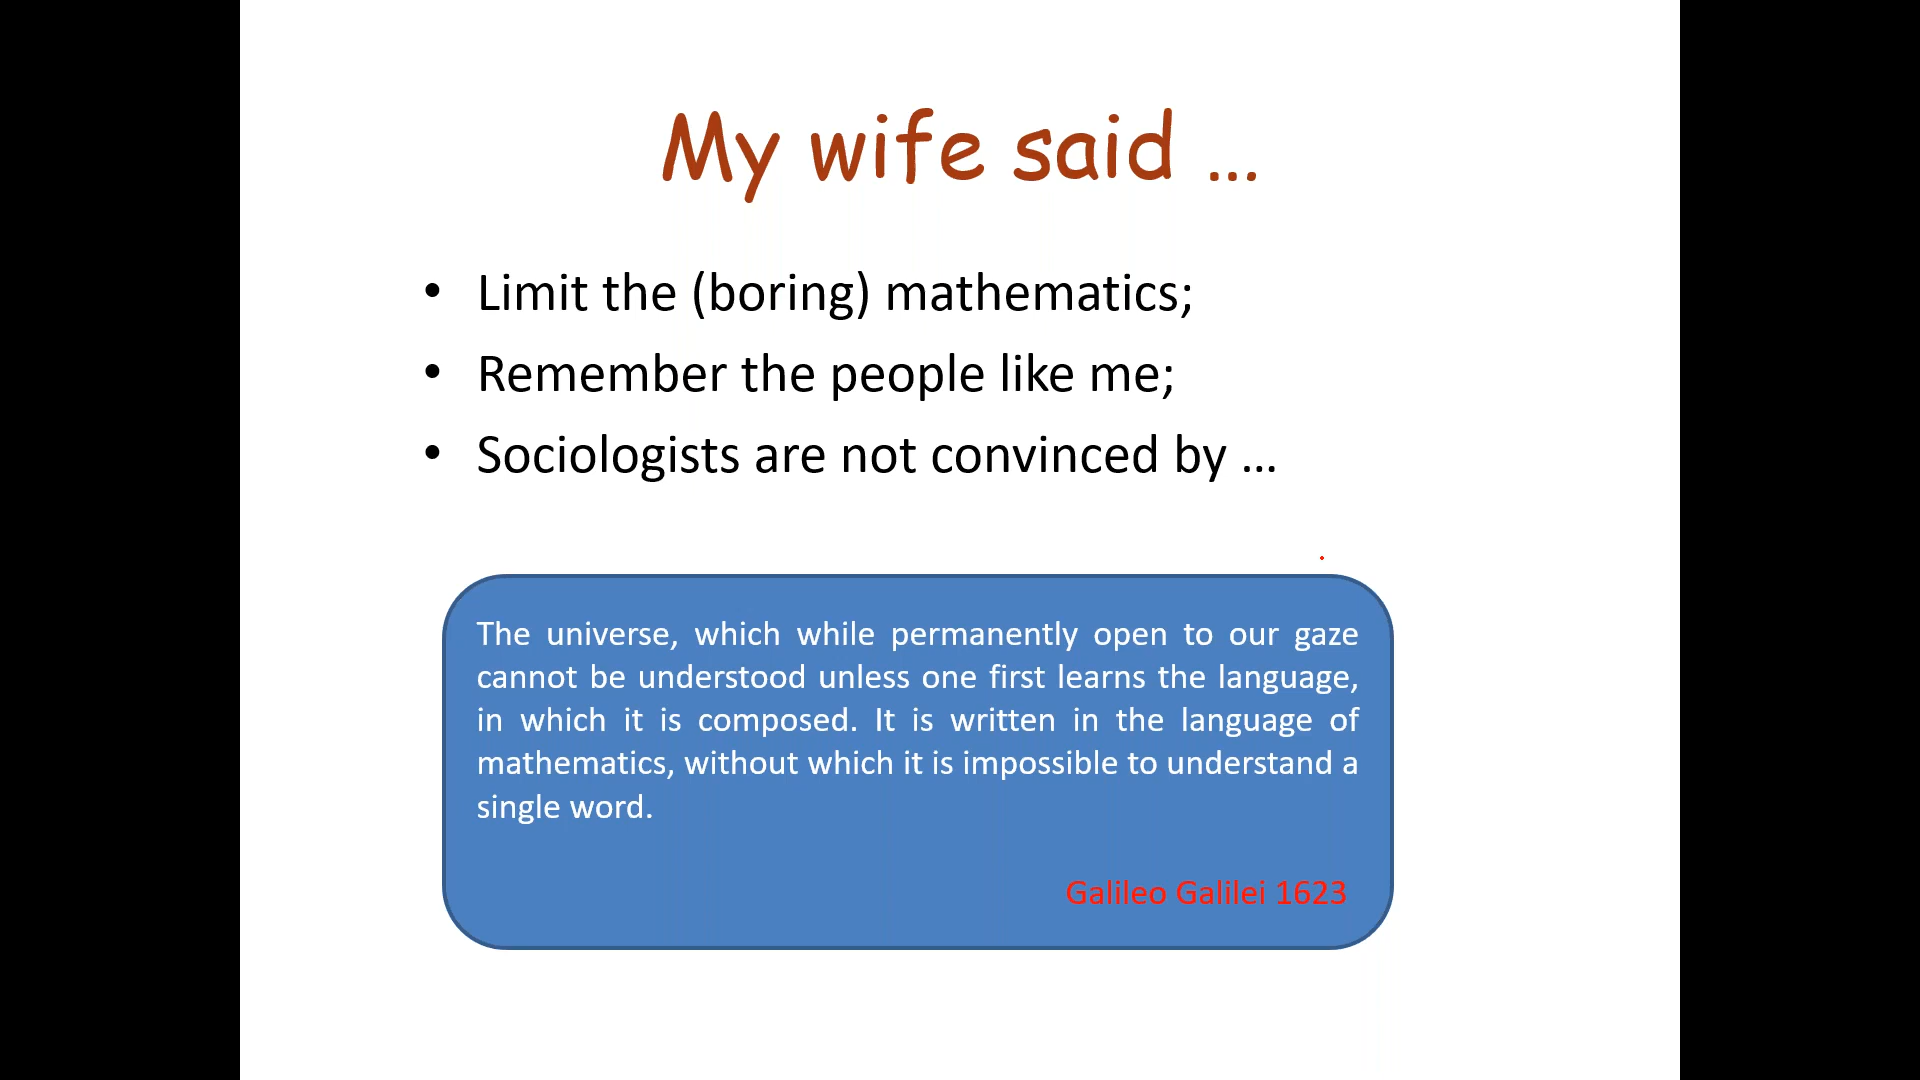 My wife said ...
• Limit the (boring) mathematics;
• Remember the people like me;
• Sociologists are not convinced by ...
The universe, which while permanently open to our gaze
cannot be understood unless one first learns the language,
in which it is composed. It is written in the language of
mathematics, without which it is impossible to understand a
single word.
Galileo Galilei 1623